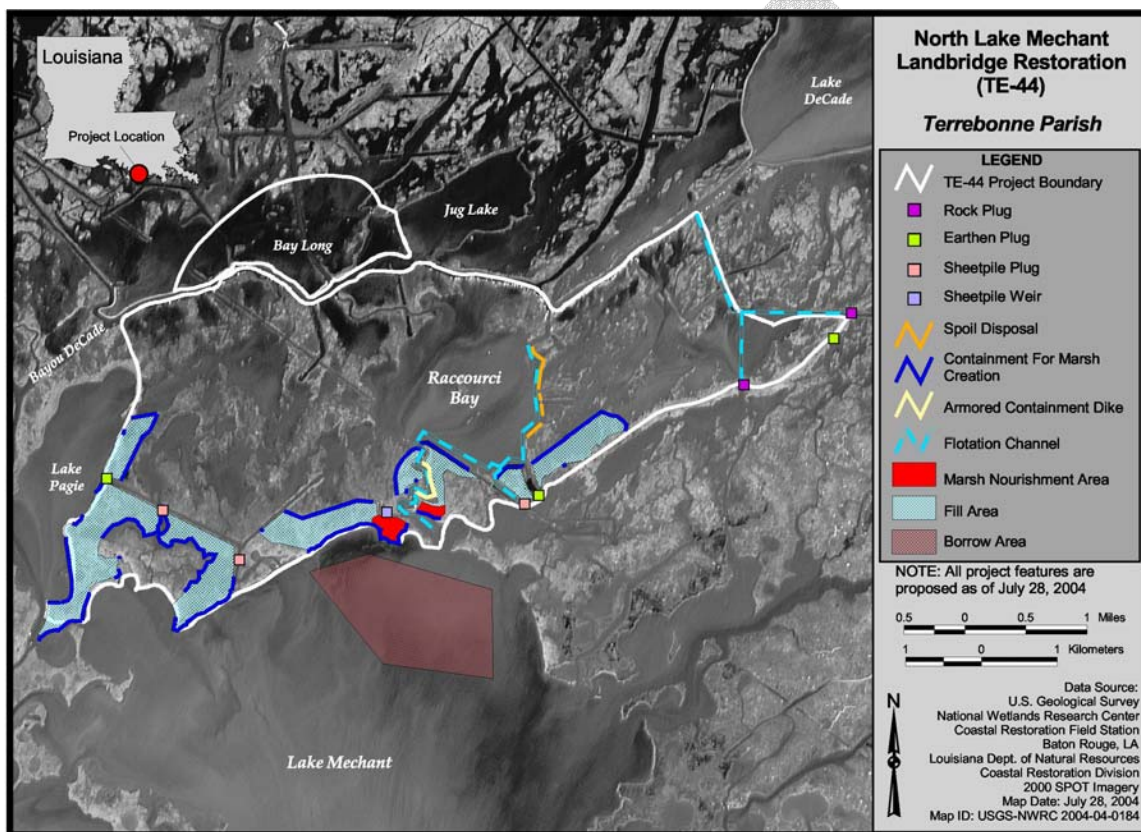 Louisiana
Project Location
Lake
DeCade
Jug Lake
Bay Long
Bayou DeCade
Raccourci
Bay
Lake
Pagie
Lake Mechant
North Lake Mechant
Landbridge Restoration
(TE-44)
Terrebonne Parish
LEGEND
TE-44 Project Boundary
Rock Plug
Earthen Plug
Sheetpile Plug
Sheetpile Weir
Spoil Disposal
Containment For Marsh
Creation
Armored Containment Dike
Flotation Channel
Marsh Nourishment Area
Fill Area
Borrow Area
NOTE: All project features are
proposed as of July 28, 2004
0.5 0 0.5 1 Miles
1 0 1 Kilometers
N
Data Source:
U.S. Geological Survey
National Wetlands Research Center
Coastal Restoration Field Station
Baton Rouge, LA
Louisiana Dept. of Natural Resources
Coastal Restoration Division
2000 SPOT Imagery
Map Date: July 28, 2004
Map ID: USGS-NWRC 2004-04-0184